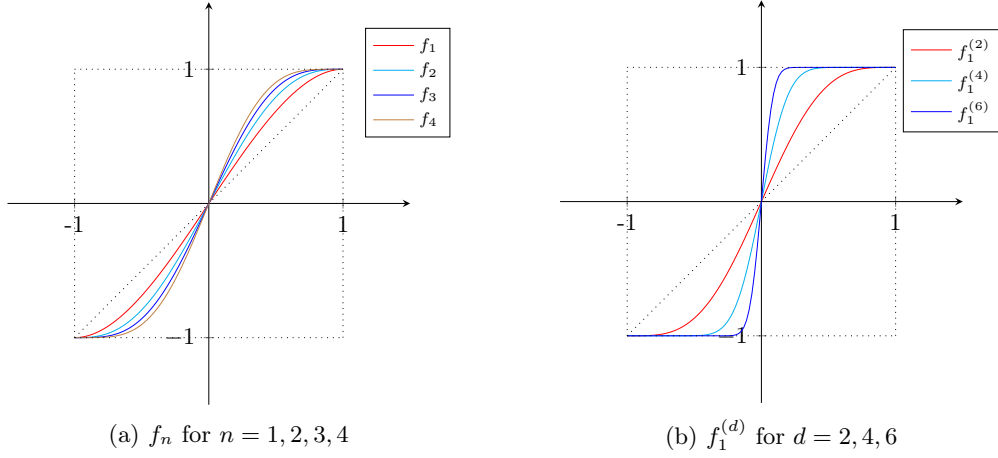 f₁
f₂
f₃
f₄
1
-1
1
—1
(a) fₙ for n = 1, 2, 3, 4
f₁⁽²⁾
f₁⁽⁴⁾
f₁⁽⁶⁾
1
-1
1
—1
(b) f₁⁽ᵈ⁾ for d = 2, 4, 6